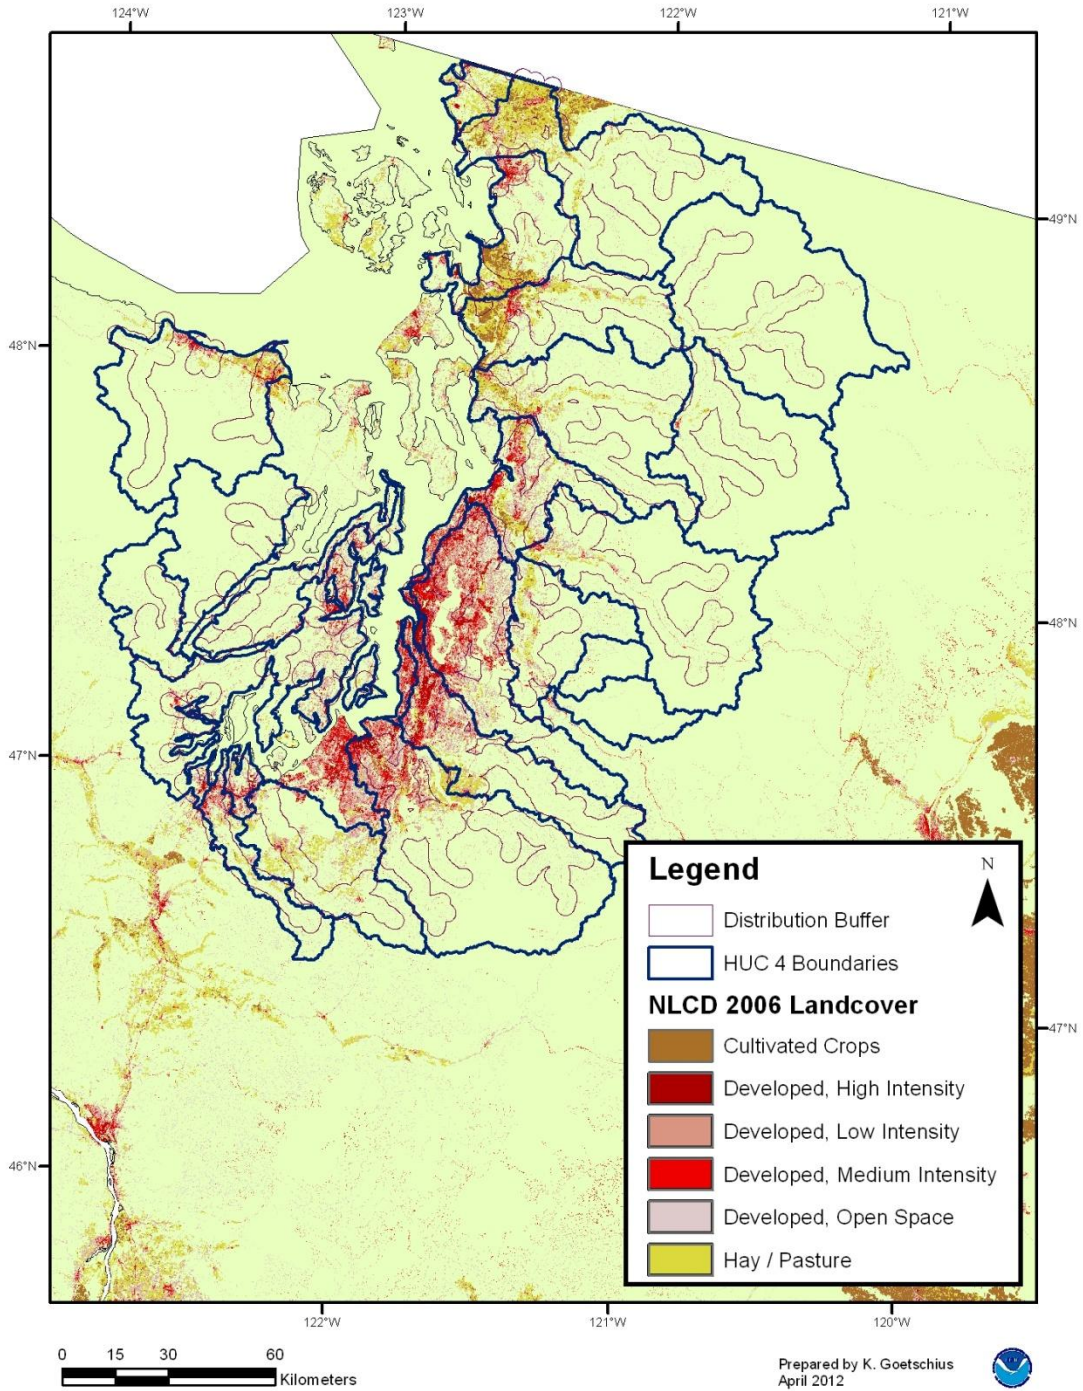 124°W 123°W 122°W 121°W
49°N
48°N
48°N
47°N
Legend
N
Distribution Buffer
HUC 4 Boundaries
NLCD 2006 Landcover
47°N
Cultivated Crops
Developed, High Intensity
Developed, Low Intensity
46°N
Developed, Medium Intensity
Developed, Open Space
Hay / Pasture
122°W 121°W 120°W
0 15 30 60
Kilometers
Prepared by K. Goetschius
April 2012